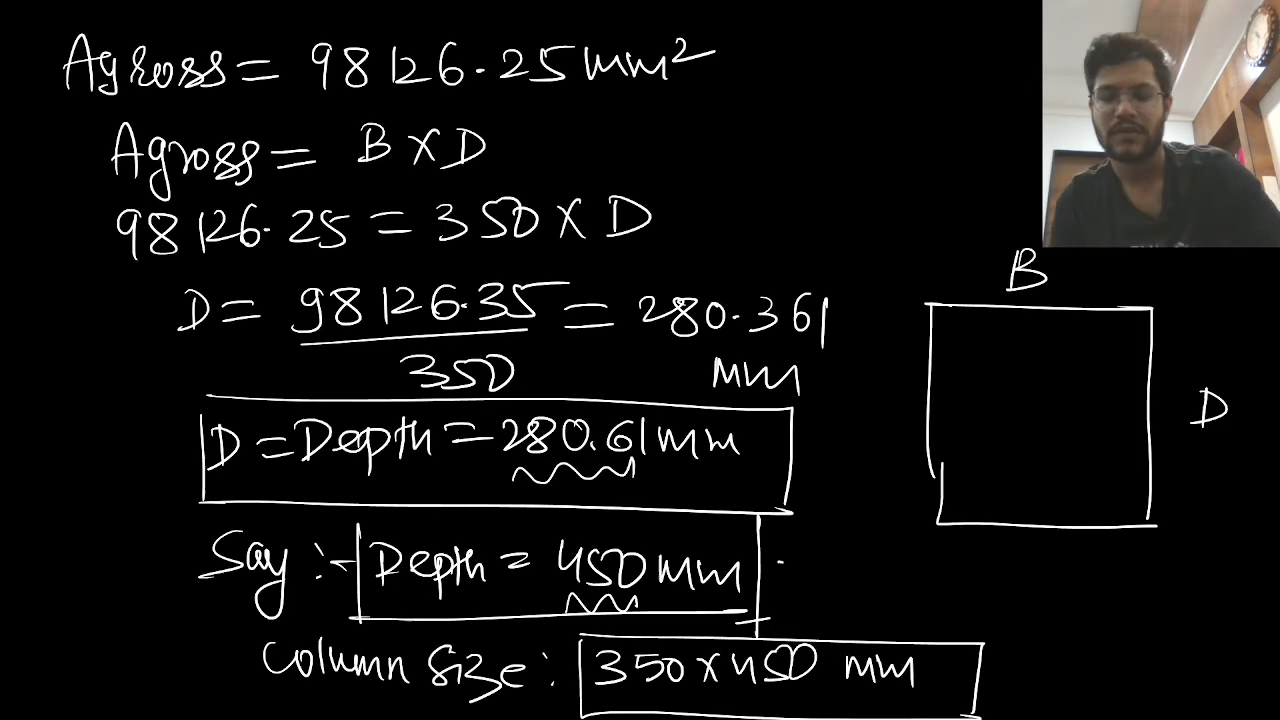 Agross = 98126.25 mm²
Agross = B X D
98126.25 = 350 X D
D = 98126.35 / 350 = 280.361 mm
D = Depth = 280.61 mm
Say :- Depth = 450 mm
Column Size : 350 x 450 mm
B
D